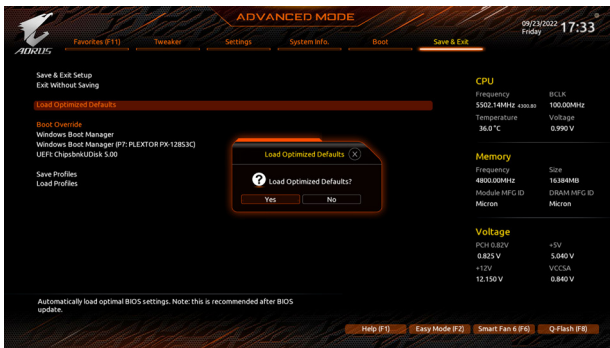 ADVANCED MODE
09/23/2022 Friday 17:33
AORUS
Favorites (F11) Tweaker Settings System Info. Boot Save & Exit
Save & Exit Setup
Exit Without Saving
Load Optimized Defaults
Boot Override
Windows Boot Manager
Windows Boot Manager (P7: PLEXTOR PX-128S3C)
UEFI: ChipsbnkUDisk 5.00
Save Profiles
Load Profiles
Load Optimized Defaults
Load Optimized Defaults?
Yes No
CPU
Frequency BCLK
5502.14MHz 4300.80 100.00MHz
Temperature Voltage
36.0 °C 0.990 V
Memory
Frequency Size
4800.00MHz 16384MB
Module MFG ID DRAM MFG ID
Micron Micron
Voltage
PCH 0.82V +5V
0.825 V 5.040 V
+12V VCCSA
12.150 V 0.840 V
Automatically load optimal BIOS settings. Note: this is recommended after BIOS
update.
Help (F1) Easy Mode (F2) Smart Fan 6 (F6) Q-Flash (F8)